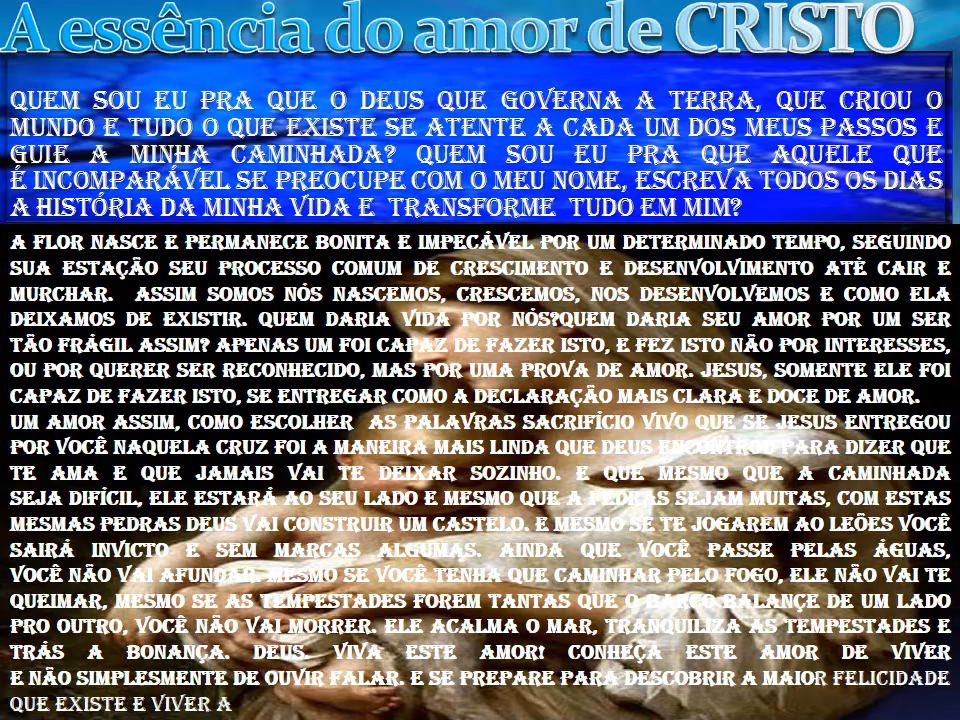 A essência do amor de CRISTO
QUEM SOU EU PRA QUE O DEUS QUE GOVERNA A TERRA, QUE CRIOU O
MUNDO E TUDO O QUE EXISTE SE ATENTE A CADA UM DOS MEUS PASSOS E
GUIE A MINHA CAMINHADA? QUEM SOU EU PRA QUE AQUELE QUE
É INCOMPARÁVEL SE PREOCUPE COM O MEU NOME, ESCREVA TODOS OS DIAS
A HISTÓRIA DA MINHA VIDA E TRANSFORME TUDO EM MIM?
A FLOR NASCE E PERMANECE BONITA E IMPECÁVEL POR UM DETERMINADO TEMPO, SEGUINDO
SUA ESTAÇÃO SEU PROCESSO COMUM DE CRESCIMENTO E DESENVOLVIMENTO ATÉ CAIR E
MURCHAR. ASSIM SOMOS NÓS NASCEMOS, CRESCEMOS, NOS DESENVOLVEMOS E COMO ELA
DEIXAMOS DE EXISTIR. QUEM DARIA VIDA POR NÓS?QUEM DARIA SEU AMOR POR UM SER
TÃO FRÁGIL ASSIM? APENAS UM FOI CAPAZ DE FAZER ISTO, E FEZ ISTO NÃO POR INTERESSES,
OU POR QUERER SER RECONHECIDO, MAS POR UMA PROVA DE AMOR. JESUS, SOMENTE ELE FOI
CAPAZ DE FAZER ISTO, SE ENTREGAR COMO A DECLARAÇÃO MAIS CLARA E DOCE DE AMOR.
UM AMOR ASSIM, COMO ESCOLHER AS PALAVRAS SACRIFÍCIO VIVO QUE SE JESUS ENTREGOU
POR VOCÊ NAQUELA CRUZ FOI A MANEIRA MAIS LINDA QUE DEUS ENCONTROU PARA DIZER QUE
TE AMA E QUE JAMAIS VAI TE DEIXAR SOZINHO. E QUE MESMO QUE A CAMINHADA
SEJA DIFÍCIL, ELE ESTARÁ AO SEU LADO E MESMO QUE A PEDRAS SEJAM MUITAS, COM ESTAS
MESMAS PEDRAS DEUS VAI CONSTRUIR UM CASTELO. E MESMO SE TE JOGAREM AO LEÕES VOCÊ
SAIRÁ INVICTO E SEM MARCAS ALGUMAS. AINDA QUE VOCÊ PASSE PELAS ÁGUAS,
VOCÊ NÃO VAI AFUNDAR. MESMO SE VOCÊ TENHA QUE CAMINHAR PELO FOGO, ELE NÃO VAI TE
QUEIMAR, MESMO SE AS TEMPESTADES FOREM TANTAS QUE O BARCO BALANÇE DE UM LADO
PRO OUTRO, VOCÊ NÃO VAI MORRER. ELE ACALMA O MAR, TRANQUILIZA AS TEMPESTADES E
TRÁS A BONANÇA. DEUS VIVA ESTE AMOR! CONHEÇA ESTE AMOR DE VIVER
E NÃO SIMPLESMENTE DE OUVIR FALAR. E SE PREPARE PARA DESCOBRIR A MAIOR FELICIDADE
QUE EXISTE E VIVER A